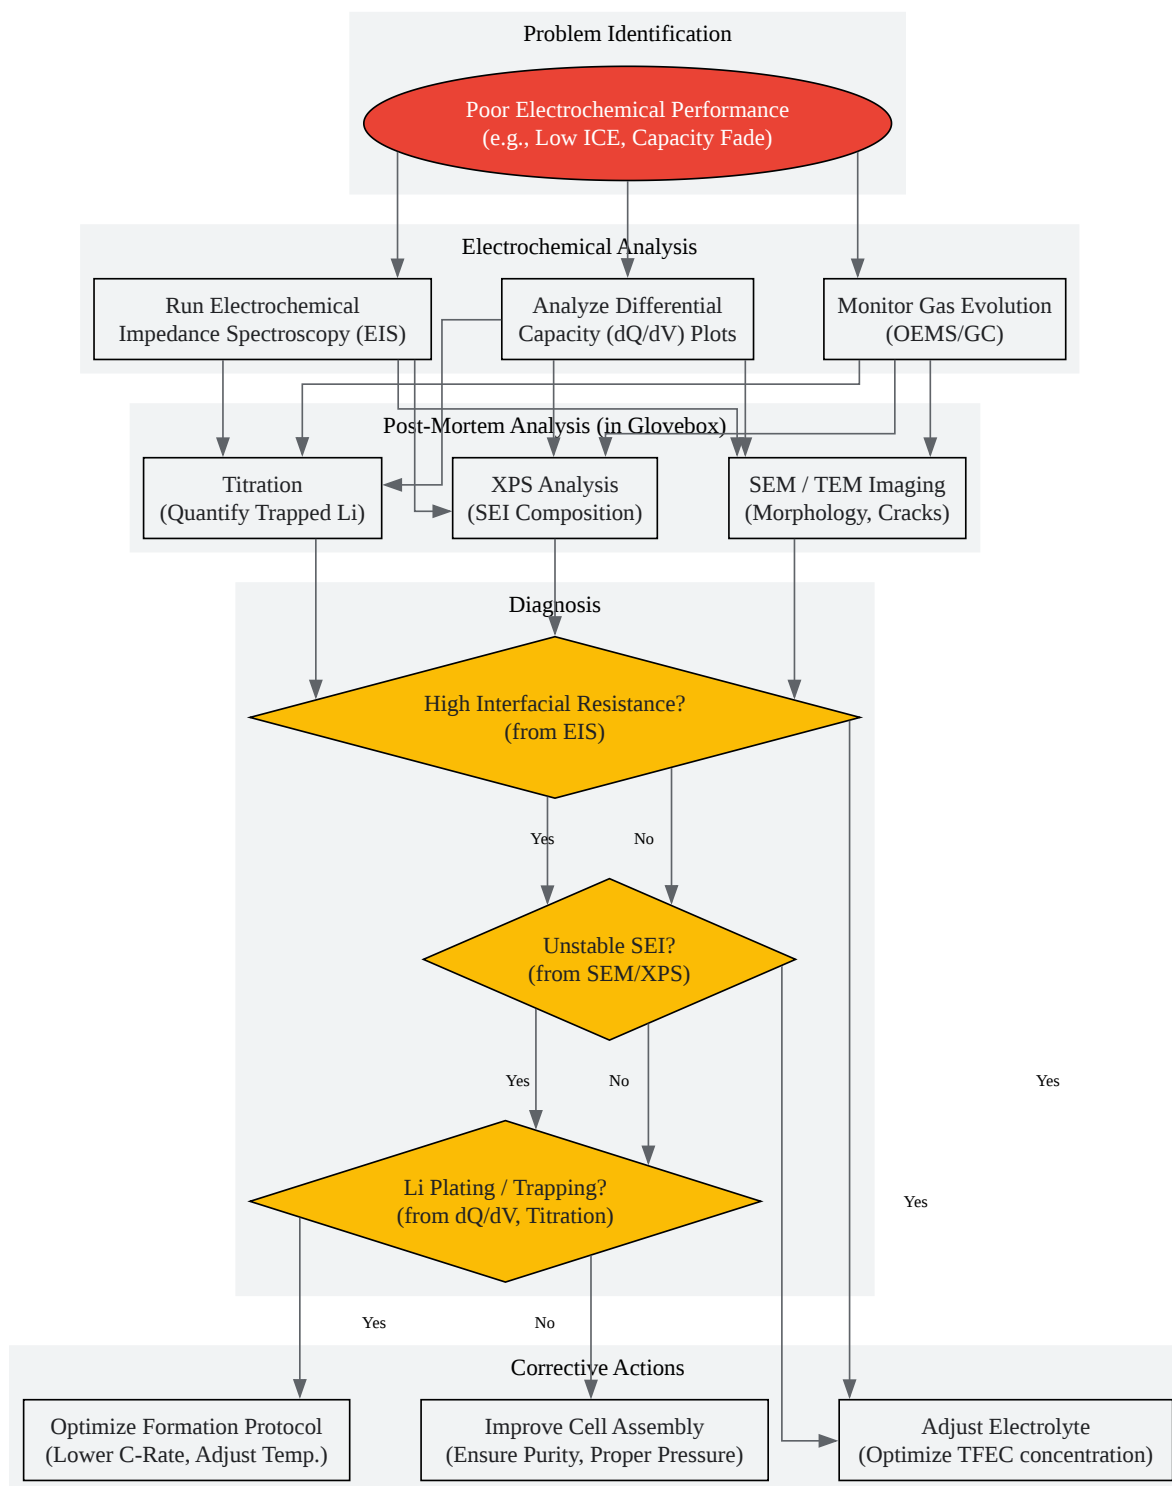 Problem Identification
Poor Electrochemical Performance
(e.g., Low ICE, Capacity Fade)
Electrochemical Analysis
Run Electrochemical
Impedance Spectroscopy (EIS)
Analyze Differential
Capacity (dQ/dV) Plots
Monitor Gas Evolution
(OEMS/GC)
Post-Mortem Analysis (in Glovebox)
Titration
(Quantify Trapped Li)
XPS Analysis
(SEI Composition)
SEM / TEM Imaging
(Morphology, Cracks)
Diagnosis
High Interfacial Resistance?
(from EIS)
Yes
No
Unstable SEI?
(from SEM/XPS)
Yes
No
Yes
Li Plating / Trapping?
(from dQ/dV, Titration)
Yes
Yes
No
Corrective Actions
Optimize Formation Protocol
(Lower C-Rate, Adjust Temp.)
Improve Cell Assembly
(Ensure Purity, Proper Pressure)
Adjust Electrolyte
(Optimize TFEC concentration)